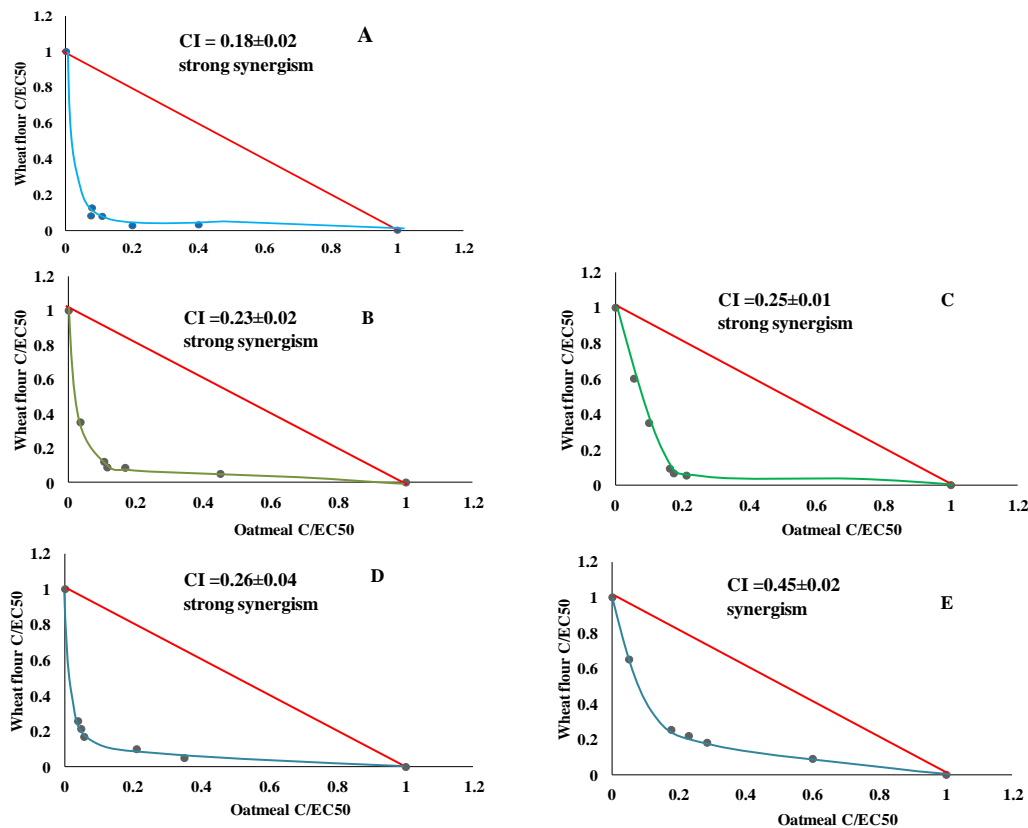 1.2
1
0.8
0.6
0.4
0.2
0
Wheat flour C/EC50
CI = 0.18±0.02
strong synergism
A
0 0.2 0.4 0.6 0.8 1 1.2
1.2
1
0.8
0.6
0.4
0.2
0
Wheat flour C/EC50
CI =0.23±0.02
strong synergism
B
0 0.2 0.4 0.6 0.8 1 1.2
Oatmeal C/EC50
1.2
1
0.8
0.6
0.4
0.2
0
Wheat flour C/EC50
CI =0.25±0.01
strong synergism
C
0 0.2 0.4 0.6 0.8 1 1.2
Oatmeal C/EC50
1.2
1
0.8
0.6
0.4
0.2
0
Wheat flour C/EC50
CI =0.26±0.04
strong synergism
D
0 0.2 0.4 0.6 0.8 1 1.2
Oatmeal C/EC50
1.2
1
0.8
0.6
0.4
0.2
0
Wheat flour C/EC50
CI =0.45±0.02
synergism
E
0 0.2 0.4 0.6 0.8 1 1.2
Oatmeal C/EC50